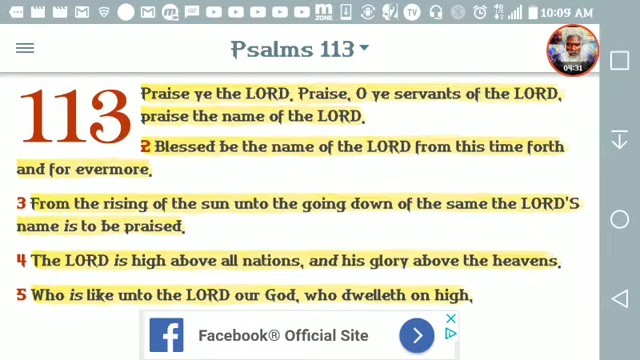 10:09 AM
Psalms 113
09:31
113 Praise ye the LORD. Praise, O ye servants of the LORD,
praise the name of the LORD.
2 Blessed be the name of the LORD from this time forth
and for evermore.
3 From the rising of the sun unto the going down of the same the LORD'S
name is to be praised.
4 The LORD is high above all nations, and his glory above the heavens.
5 Who is like unto the LORD our God, who dwelleth on high,
Facebook® Official Site